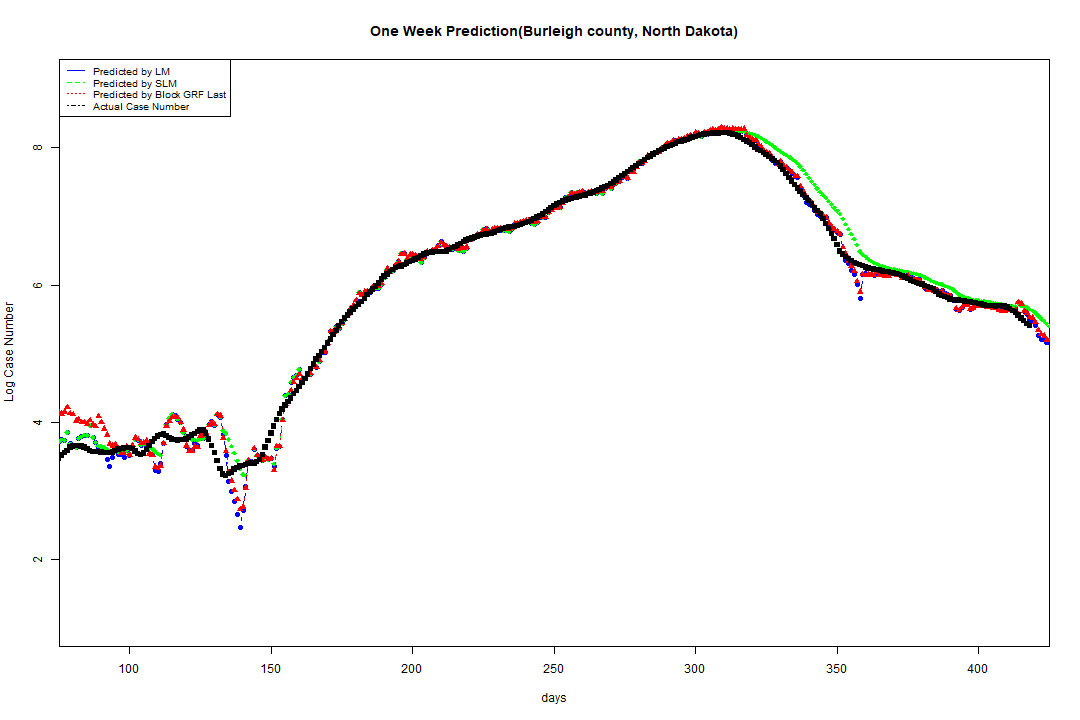 One Week Prediction(Burleigh county, North Dakota)
Predicted by LM
Predicted by SLM
Predicted by Block GRF Last
Actual Case Number
8
6
4
2
Log Case Number
100 150 200 250 300 350 400
days